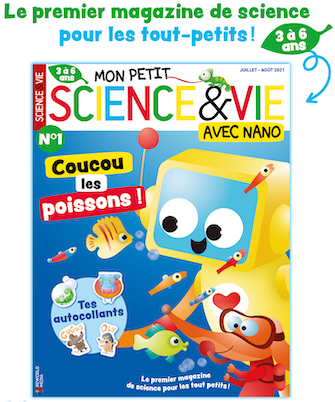 Le premier magazine de science
pour les tout-petits !
3 à 6
ans
SCIENCE&VIE
3 à 6
ans
JUILLET - AOÛT 2021
MON PETIT
SCIENCE&VIE
AVEC NANO
N°1
Coucou
les
poissons !
Tes
autocollants
Le premier magazine
de science pour les tout petits !
REWORLD
MEDIA